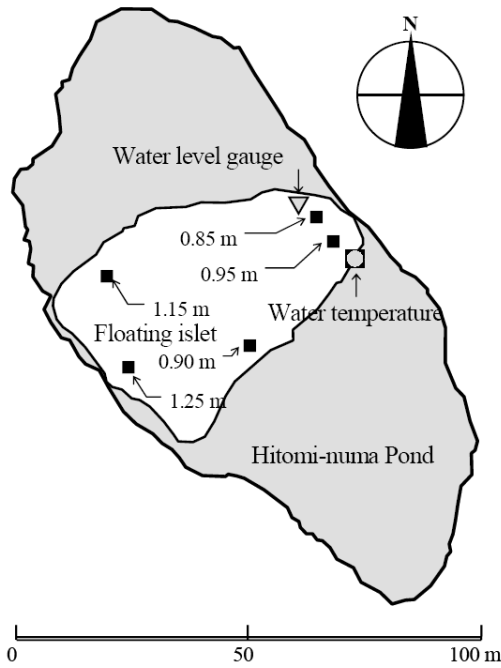 N
Water level gauge
0.85 m
0.95 m
1.15 m
Water temperature
Floating islet
0.90 m
1.25 m
Hitomi-numa Pond
0
50
100 m